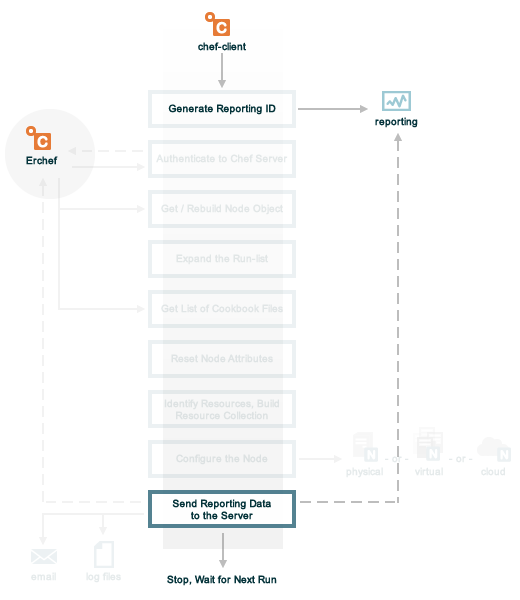 chef-client
Generate Reporting ID
reporting
Erchef
Authenticate to Chef Server
Get / Rebuild Node Object
Expand the Run-list
Get List of Cookbook Files
Reset Node Attributes
Identify Resources, Build
Resource Collection
Configure the Node
N
- or -
N
- or -
N
physical
virtual
cloud
Send Reporting Data
to the Server
email
log files
Stop, Wait for Next Run